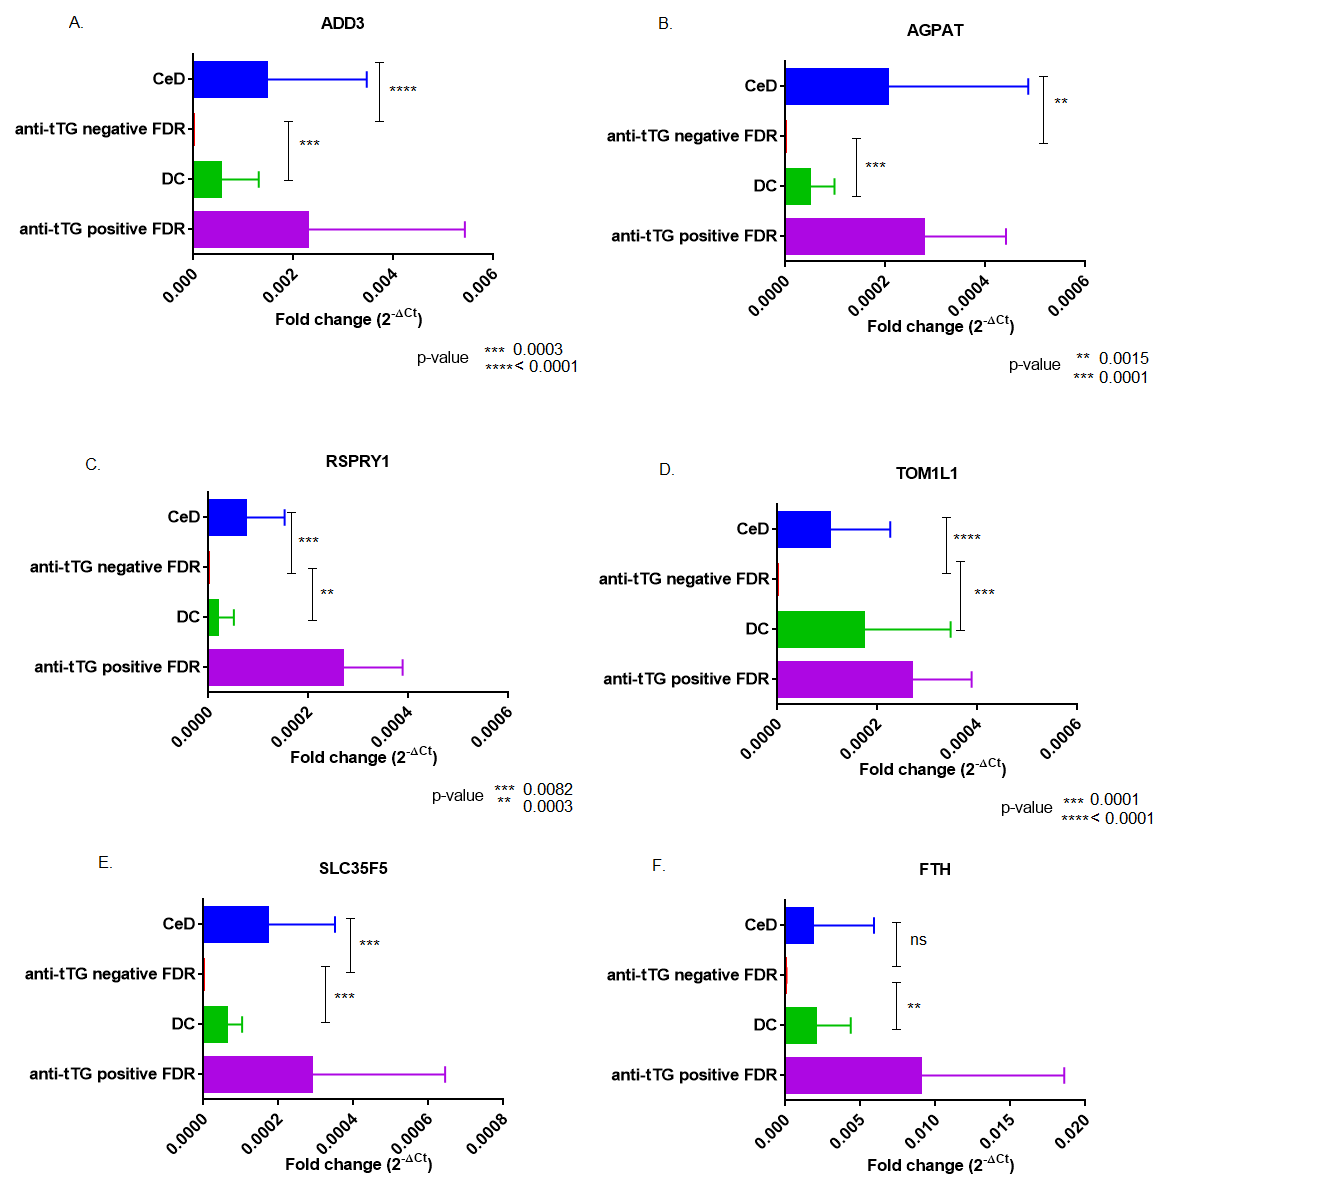 A.
ADD3
CeD
****
anti-tTG negative FDR
***
DC
anti-tTG positive FDR
0.000 0.002 0.004 0.006
Fold change (2-ΔCt)
p-value *** 0.0003
****< 0.0001
B.
AGPAT
CeD
**
anti-tTG negative FDR
***
DC
anti-tTG positive FDR
0.0000 0.0002 0.0004 0.0006
Fold change (2-ΔCt)
p-value ** 0.0015
*** 0.0001
C.
RSPRY1
CeD
***
anti-tTG negative FDR
**
DC
anti-tTG positive FDR
0.0000 0.0002 0.0004 0.0006
Fold change (2-ΔCt)
p-value *** 0.0082
** 0.0003
D.
TOM1L1
CeD
****
anti-tTG negative FDR
***
DC
anti-tTG positive FDR
0.0000 0.0002 0.0004 0.0006
Fold change (2-ΔCt)
p-value *** 0.0001
****< 0.0001
E.
SLC35F5
CeD
***
anti-tTG negative FDR
***
DC
anti-tTG positive FDR
0.0000 0.0002 0.0004 0.0006 0.0008
Fold change (2-ΔCt)
F.
FTH
CeD
ns
anti-tTG negative FDR
**
DC
anti-tTG positive FDR
0.000 0.005 0.010 0.015 0.020
Fold change (2-ΔCt)